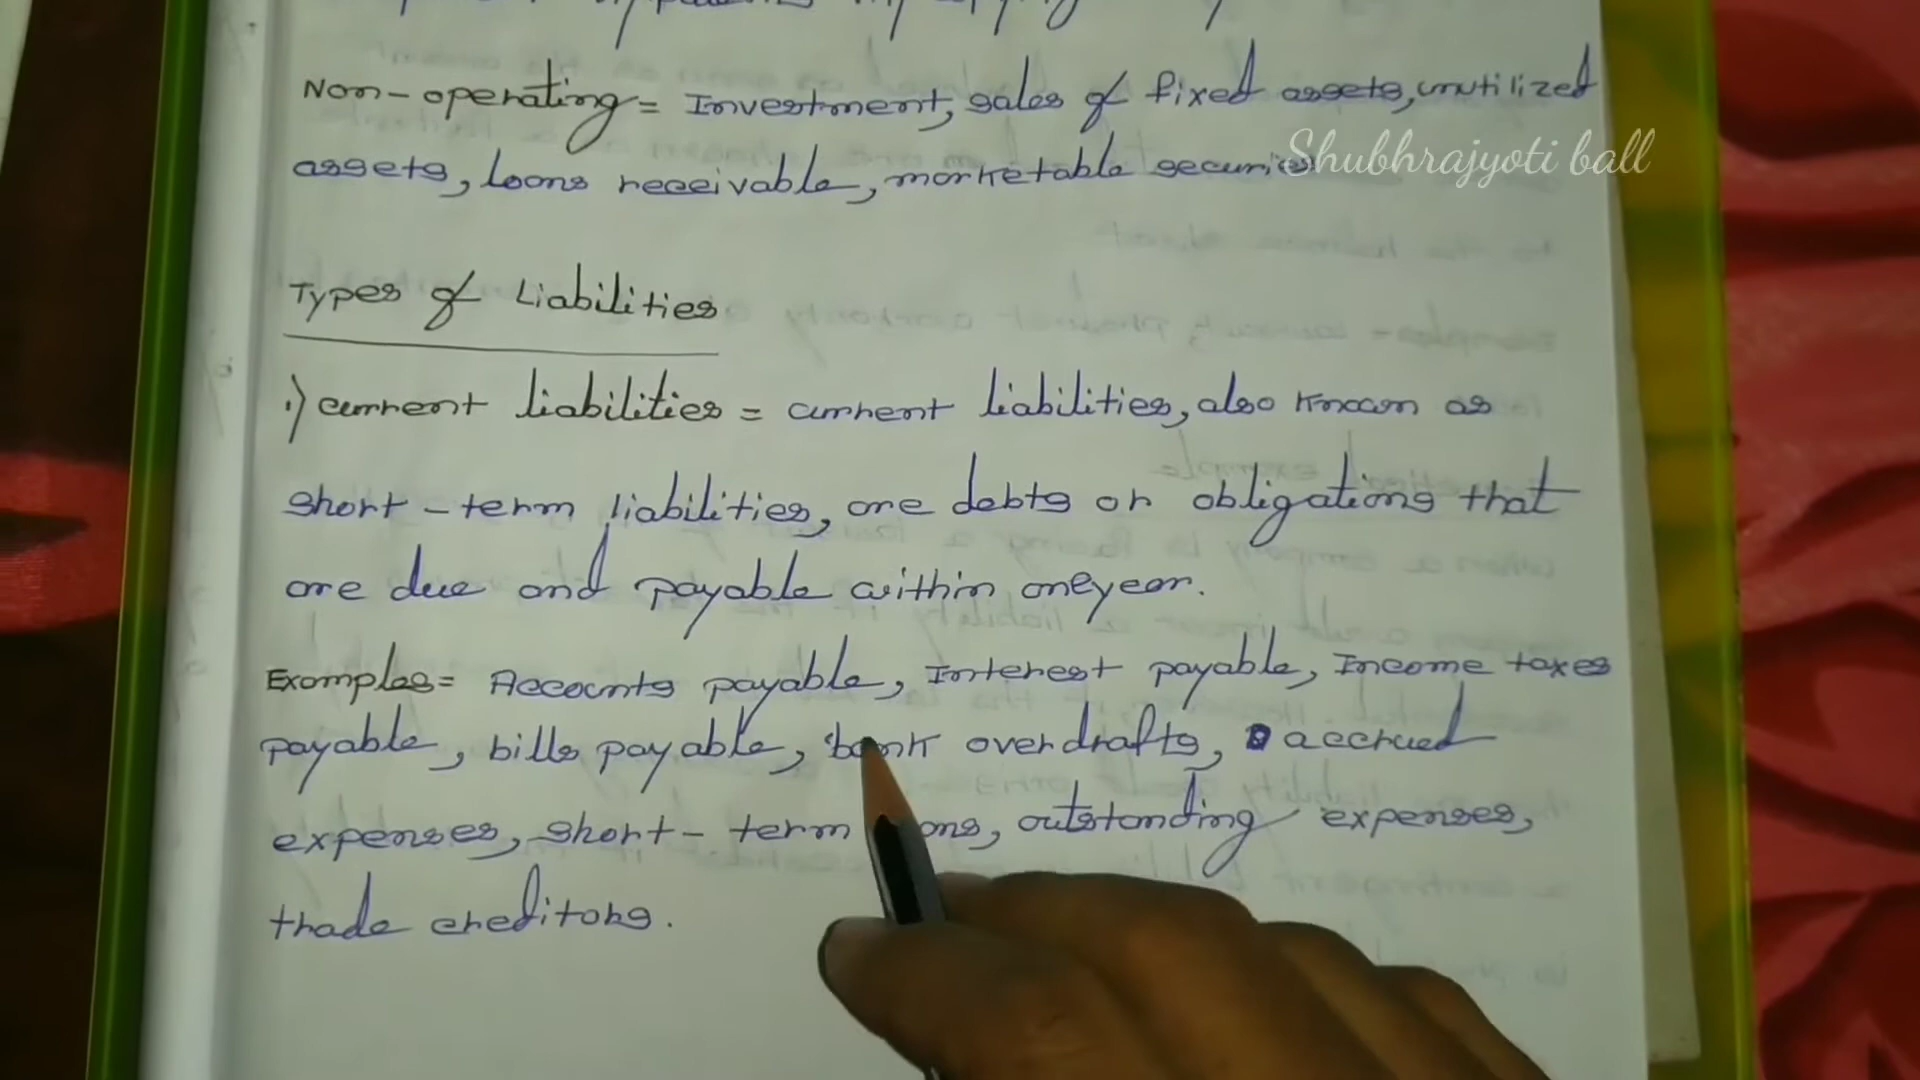 Non-operating = Investment, sales of fixed assets, unutilized
assets, loans receivable, marketable securies
Shubhrajyoti ball
Types of Liabilities
1) current liabilities = current liabilities, also known as
short-term liabilities, are debts or obligations that
are due and payable within oneyear.
Examples= Accounts payable, Interest payable, Income taxes
payable, bills payable, bank overdrafts, accrued
expenses, short-term outstanding expenses,
trade creditors.